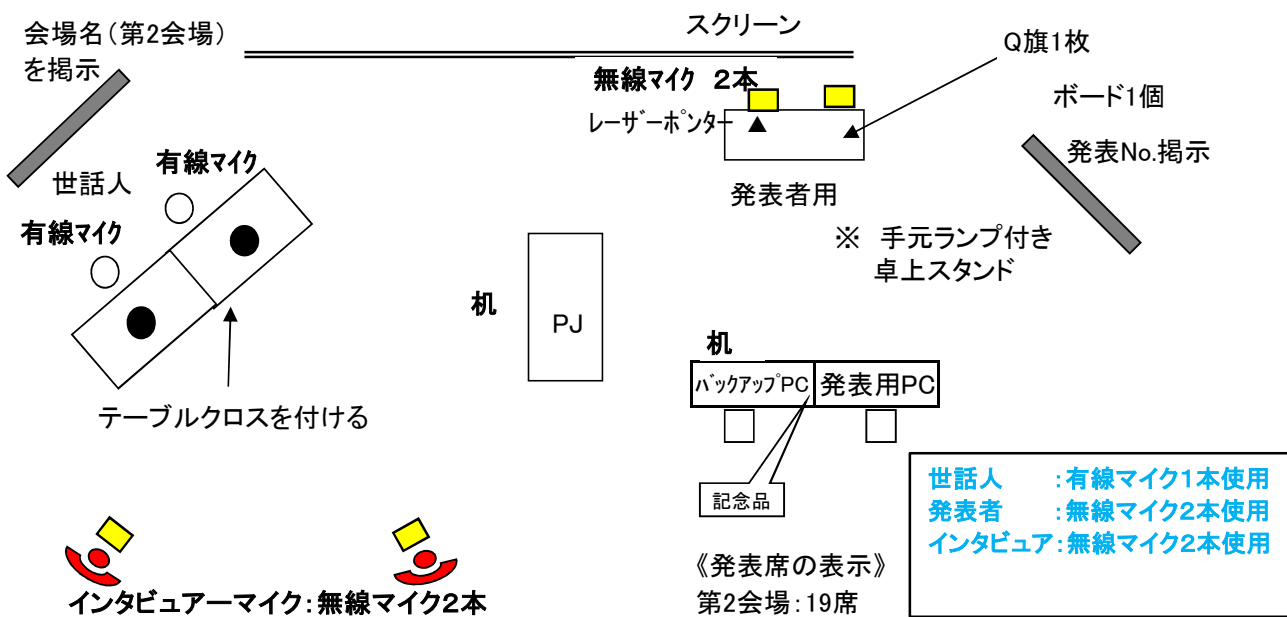 会場名（第2会場）
を掲示
スクリーン
Q旗1枚
無線マイク 2本
レーザーポンター
ボード1個
発表No.掲示
有線マイク
世話人
有線マイク
発表者用
※ 手元ランプ付き
卓上スタンド
机
PJ
机
バックアップPC
発表用PC
テーブルクロスを付ける
記念品
世話人 ：有線マイク1本使用
発表者 ：無線マイク2本使用
インタビュア：無線マイク2本使用
《発表席の表示》
第2会場：19席
インタビュアーマイク：無線マイク2本